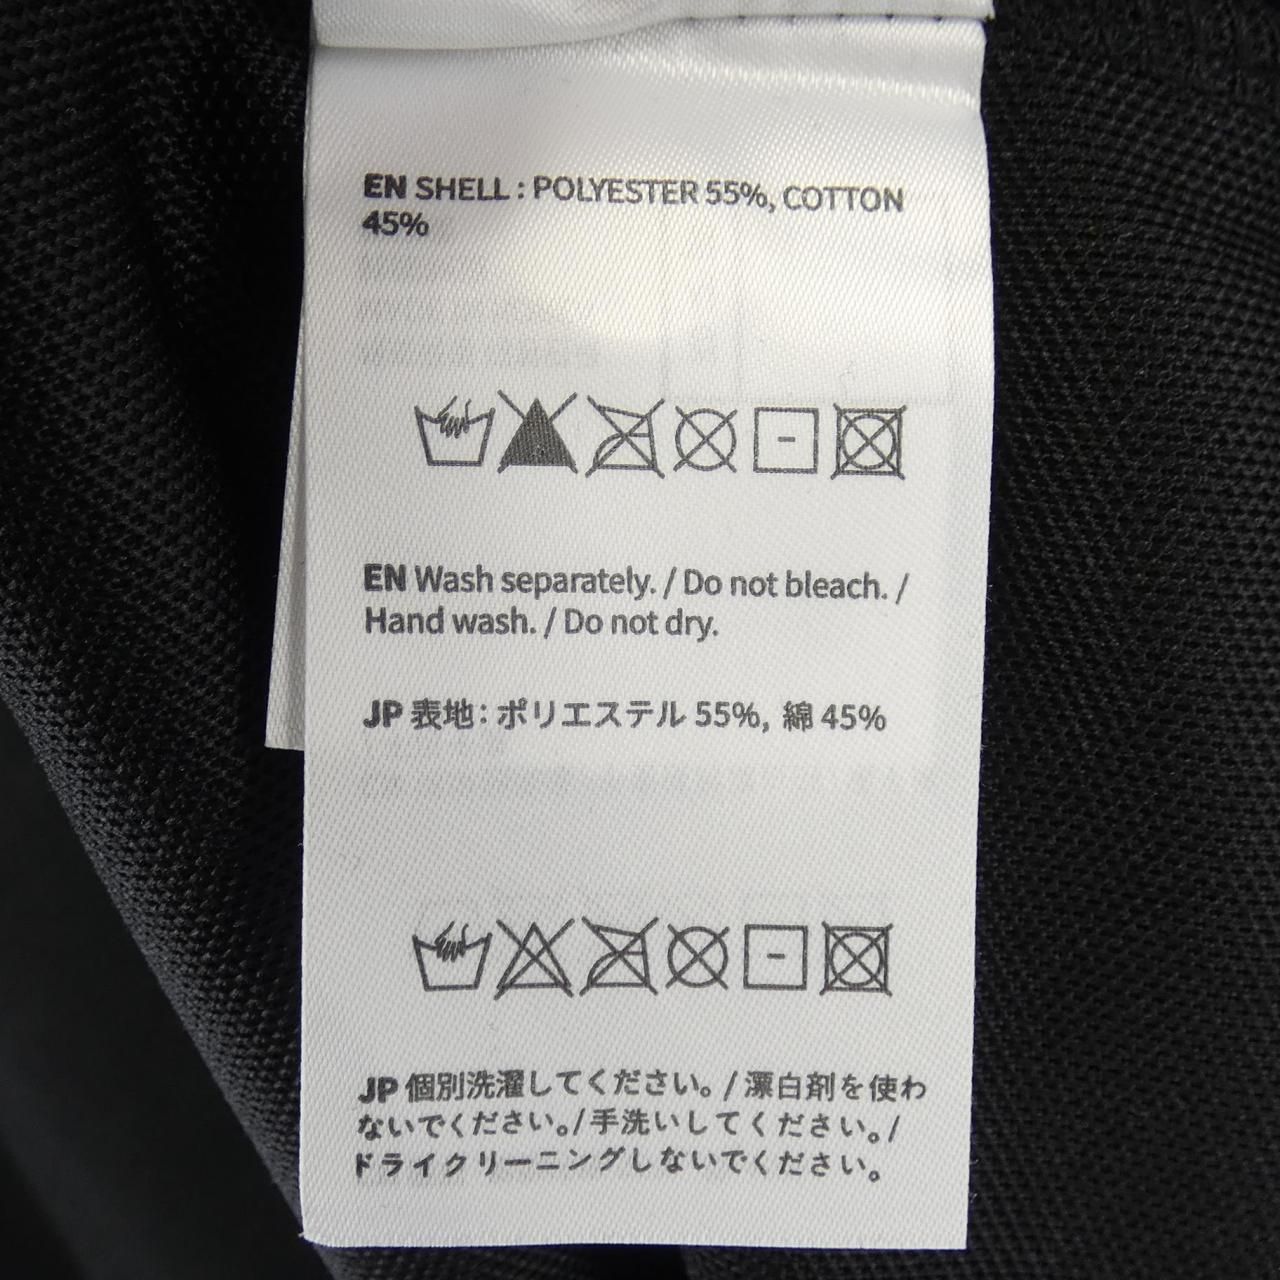 EN SHELL : POLYESTER 55%, COTTON
45%
EN Wash separately. / Do not bleach. /
Hand wash. / Do not dry.
JP 表地: ポリエステル 55%, 綿 45%
JP 個別洗濯してください。/ 漂白剤を使わ
ないでください。/ 手洗いしてください。/
ドライクリーニングしないでください。